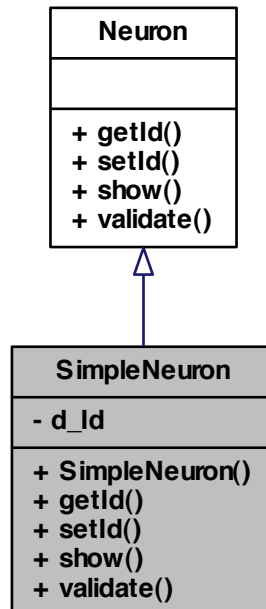 Neuron
+ getId()
+ setId()
+ show()
+ validate()
SimpleNeuron
- d_Id
+ SimpleNeuron()
+ getId()
+ setId()
+ show()
+ validate()